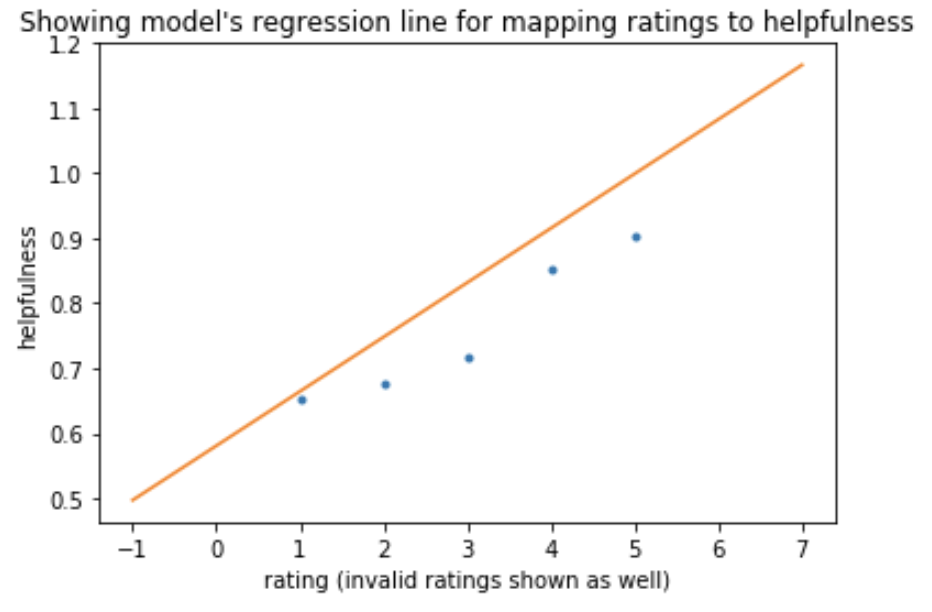 Showing model's regression line for mapping ratings to helpfulness
1.2
1.1
1.0
0.9
0.8
0.7
0.6
0.5
helpfulness
−1 0 1 2 3 4 5 6 7
rating (invalid ratings shown as well)